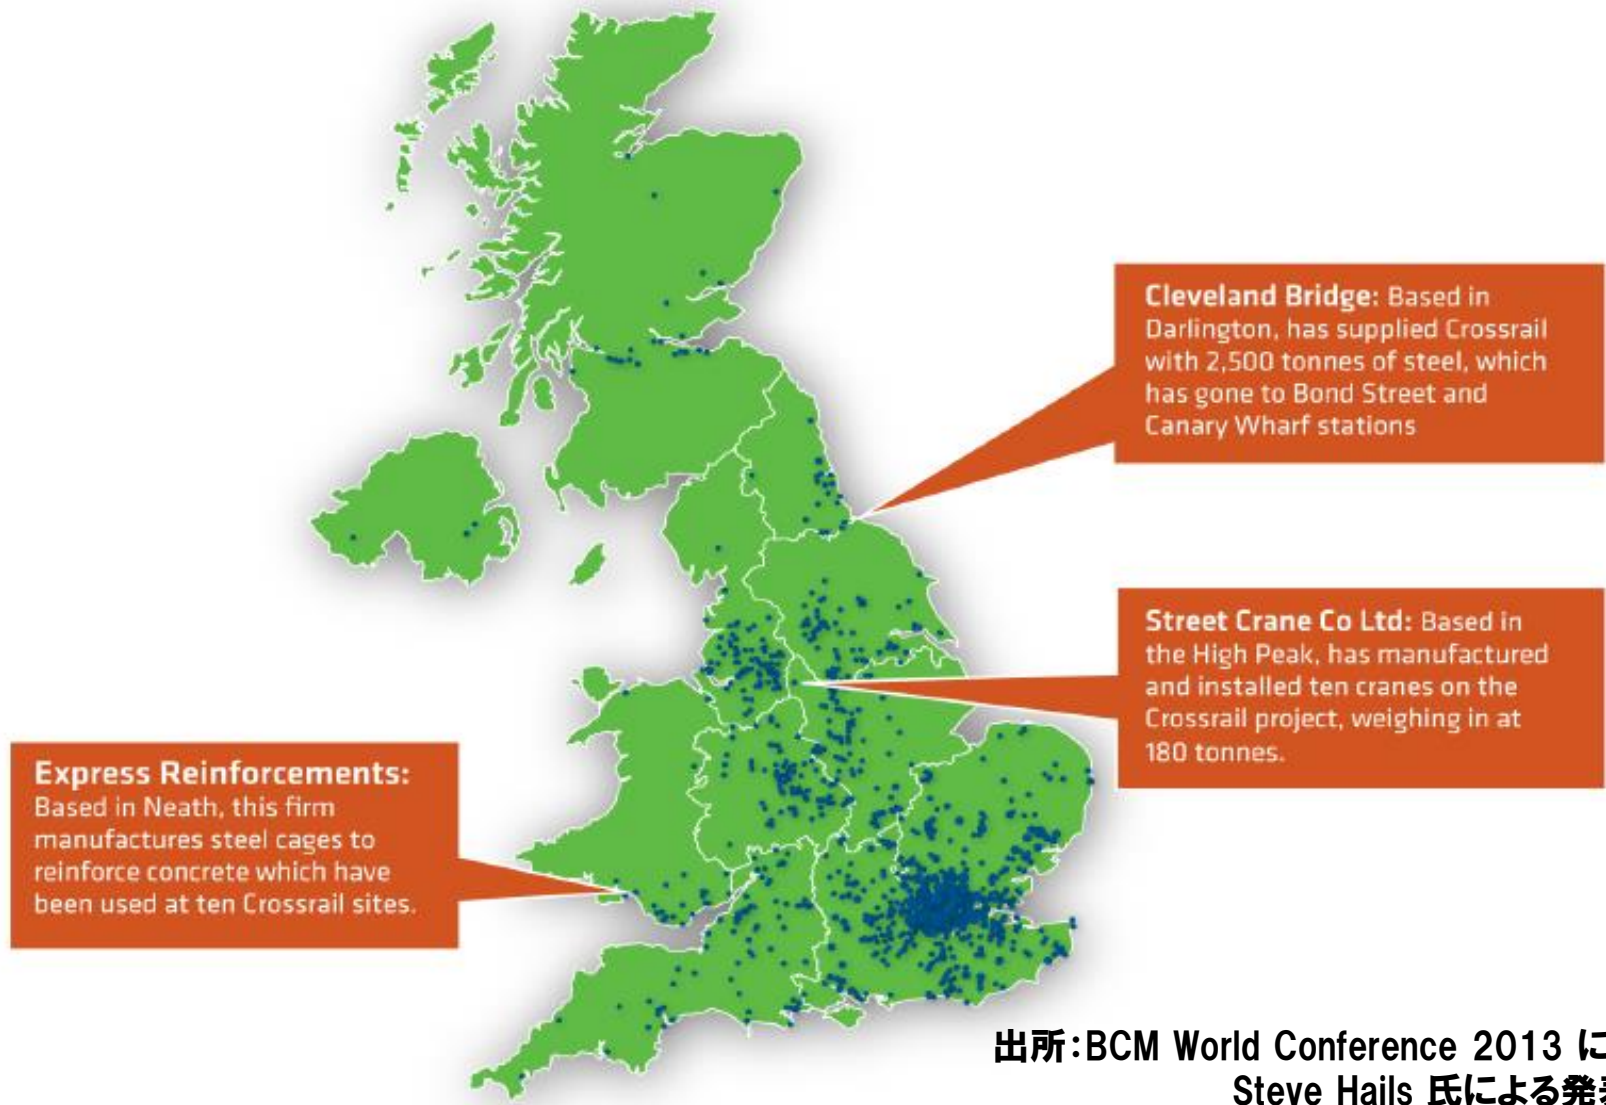 Cleveland Bridge: Based in
Darlington, has supplied Crossrail
with 2,500 tonnes of steel, which
has gone to Bond Street and
Canary Wharf stations
Street Crane Co Ltd: Based in
the High Peak, has manufactured
and installed ten cranes on the
Crossrail project, weighing in at
180 tonnes.
Express Reinforcements:
Based in Neath, this firm
manufactures steel cages to
reinforce concrete which have
been used at ten Crossrail sites.
出所:BCM World Conference 2013 に
Steve Hails 氏による発表